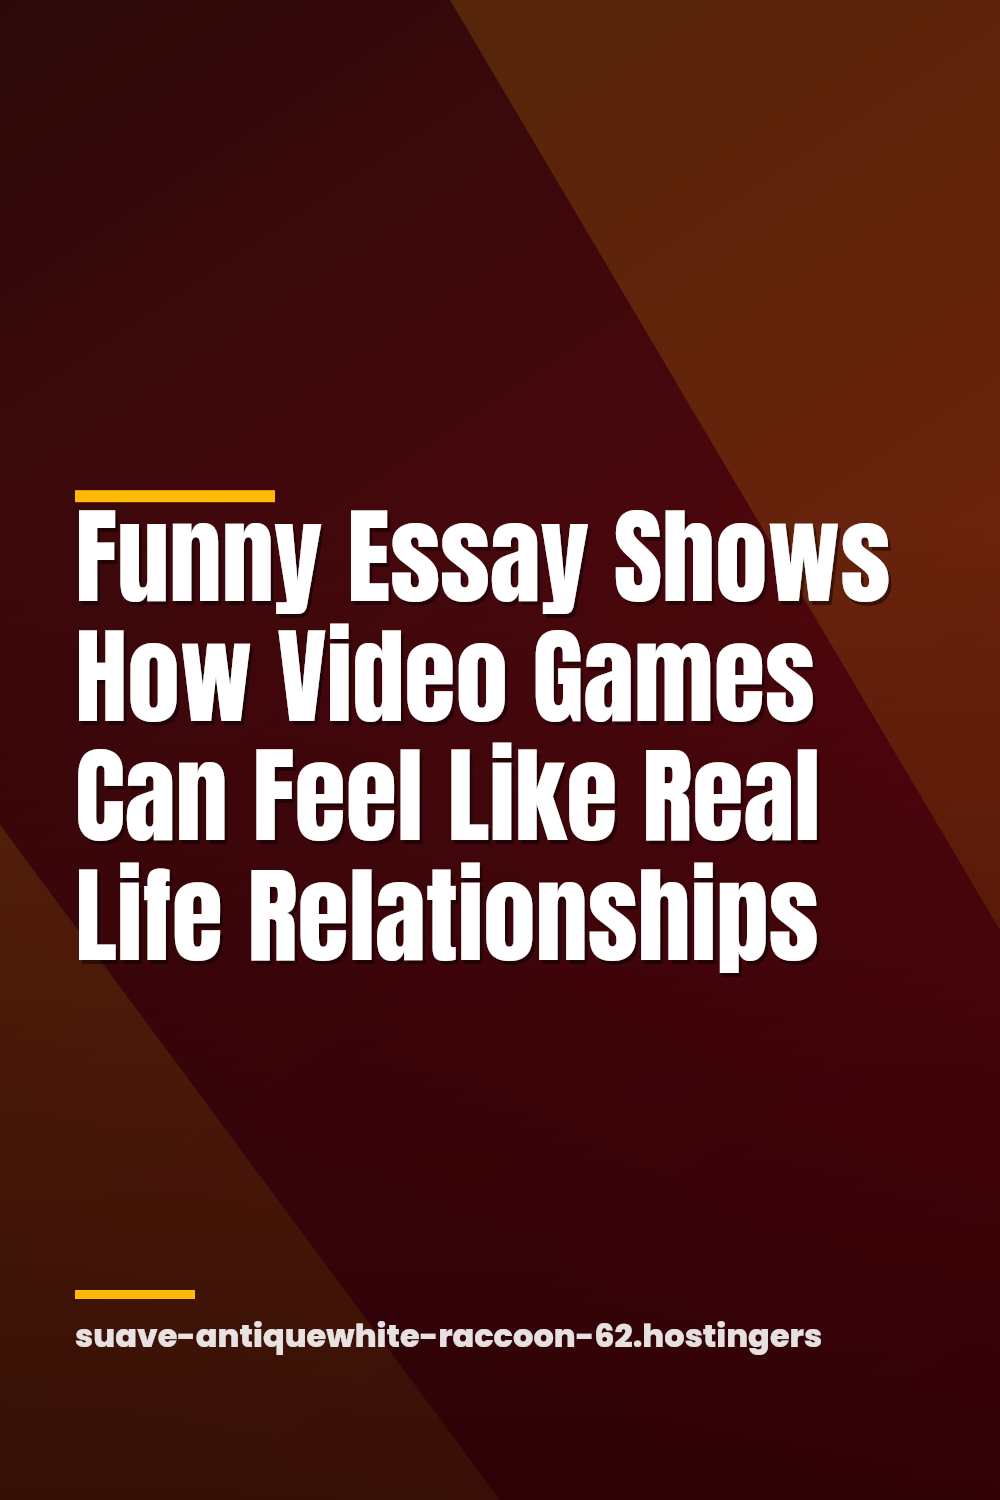 Funny Essay Shows
How Video Games
Can Feel Like Real
Life Relationships
suave-antiquewhite-raccoon-62.hostingers